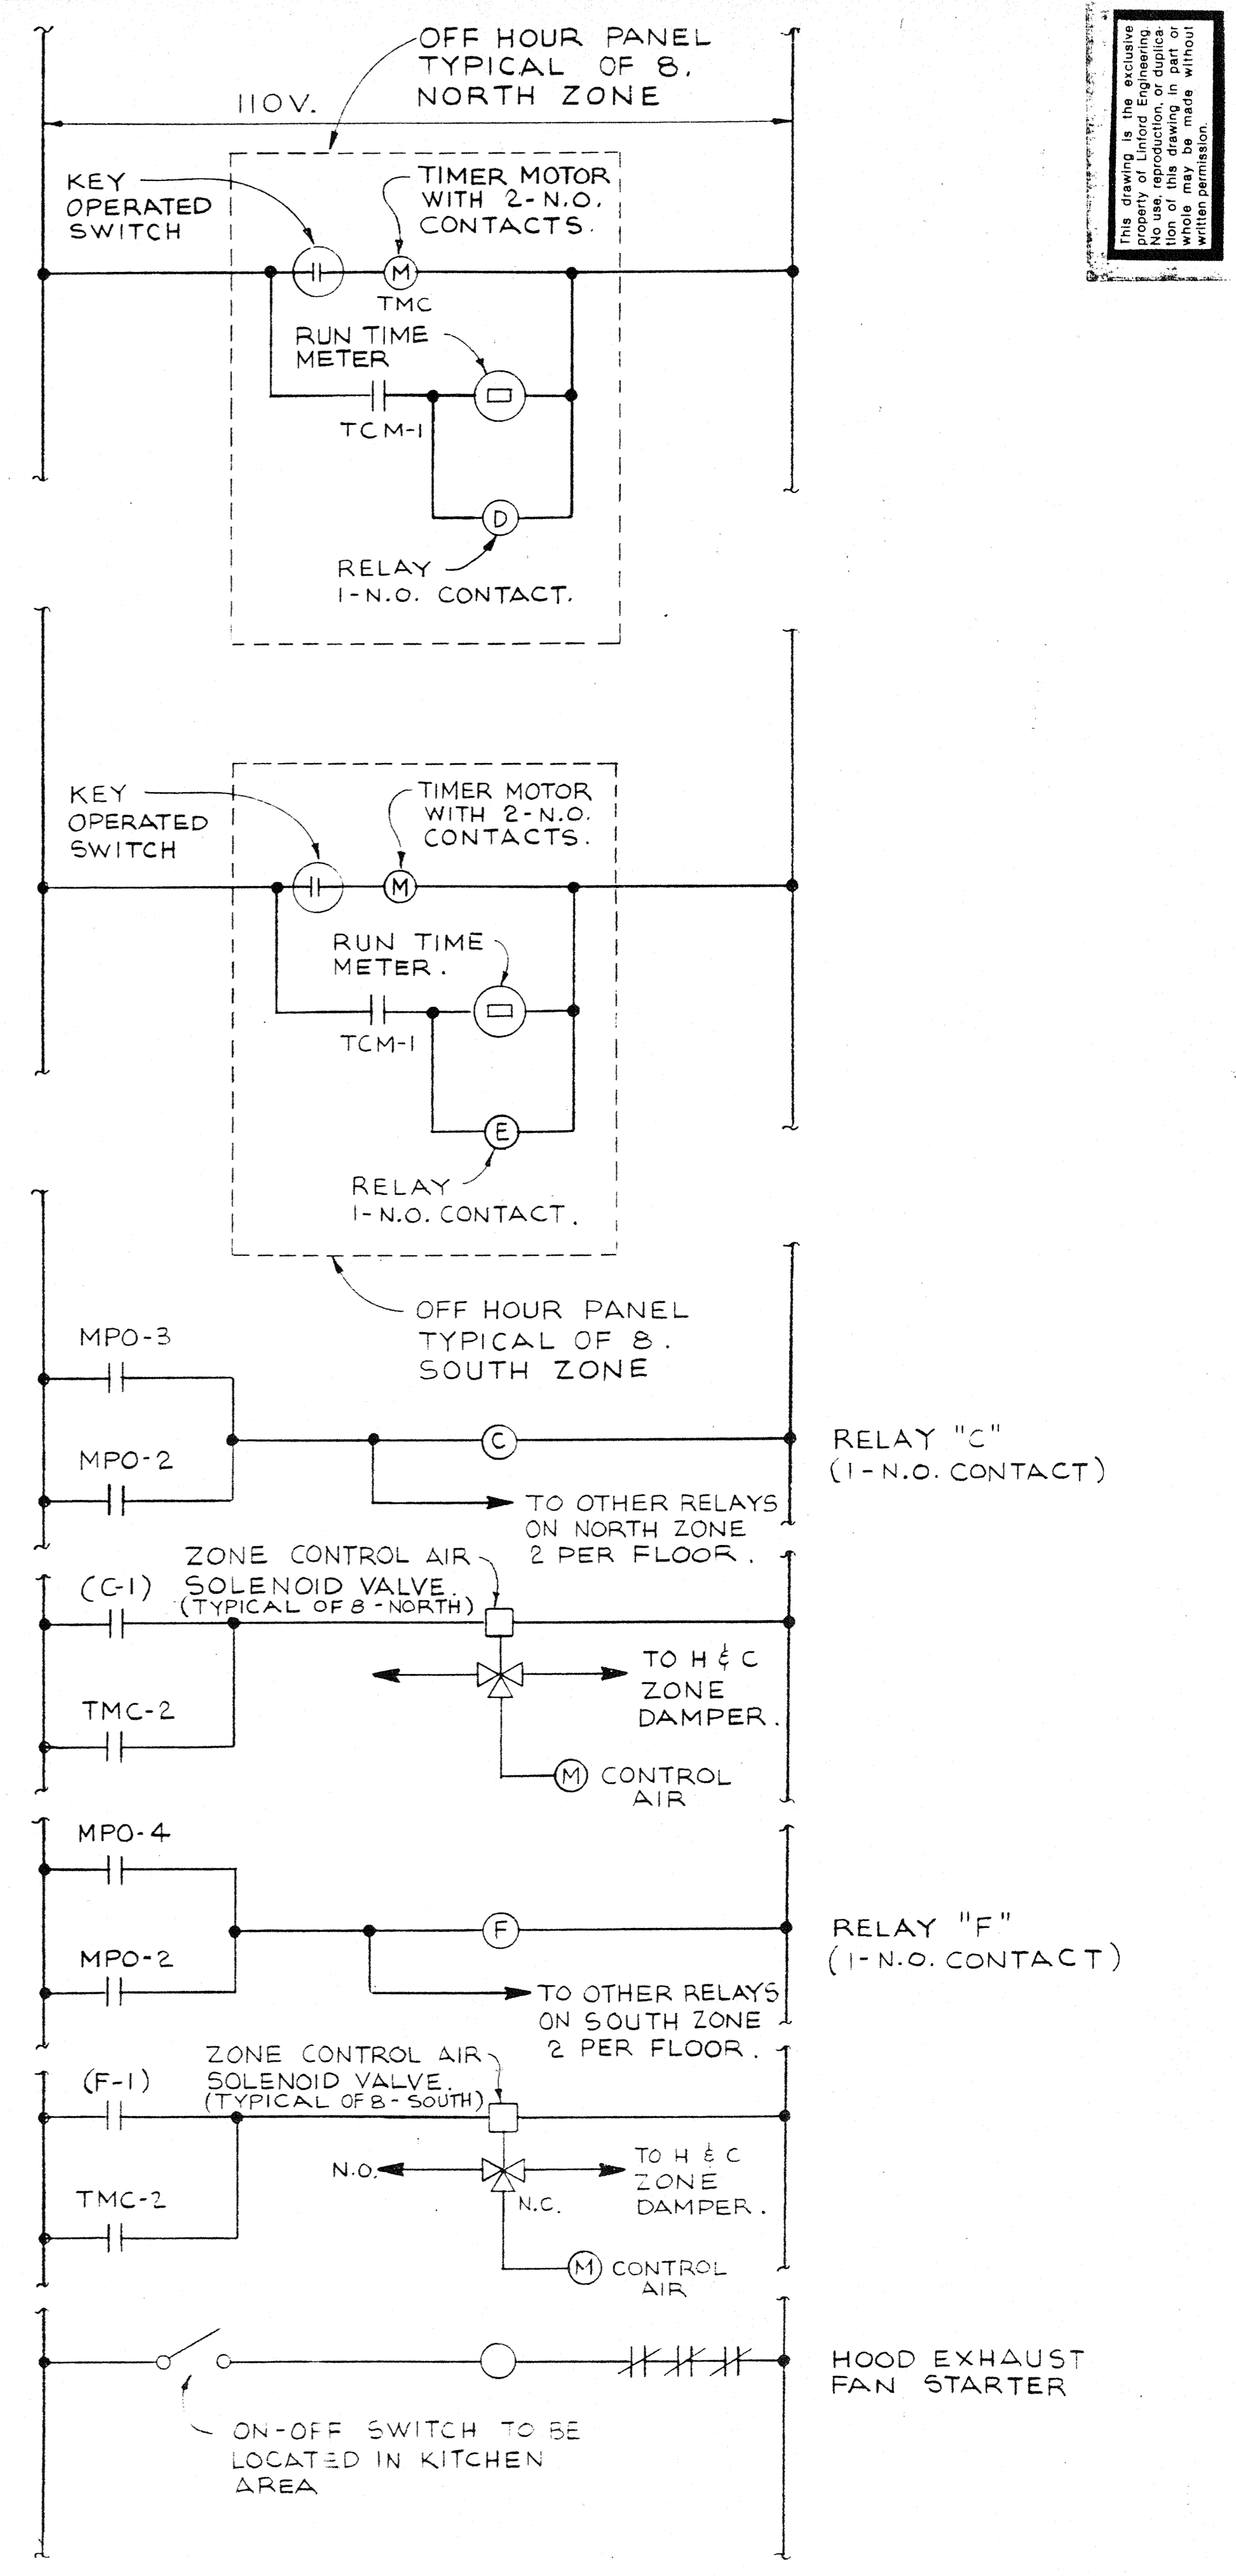 OFF HOUR PANEL
TYPICAL OF 8.
NORTH ZONE
110V.
This drawing is the exclusive
property of Linford Engineering.
No use, reproduction, or duplica-
tion of this drawing in part or
whole may be made without
written permission.
KEY
OPERATED
SWITCH
TIMER MOTOR
WITH 2-N.O.
CONTACTS.
M
TMC
RUN TIME
METER
TCM-1
D
RELAY
1-N.O. CONTACT.
KEY
OPERATED
SWITCH
TIMER MOTOR
WITH 2-N.O.
CONTACTS.
M
RUN TIME
METER.
TCM-1
E
RELAY
1-N.O. CONTACT.
OFF HOUR PANEL
TYPICAL OF 8.
SOUTH ZONE
MPO-3
C
RELAY "C"
(1-N.O. CONTACT)
MPO-2
TO OTHER RELAYS
ON NORTH ZONE
2 PER FLOOR.
ZONE CONTROL AIR
SOLENOID VALVE.
(TYPICAL OF 8-NORTH)
(C-1)
TO H & C
ZONE
DAMPER.
TMC-2
M CONTROL
AIR
MPO-4
F
RELAY "F"
(1-N.O. CONTACT)
MPO-2
TO OTHER RELAYS
ON SOUTH ZONE
2 PER FLOOR.
ZONE CONTROL AIR
SOLENOID VALVE.
(TYPICAL OF 8-SOUTH)
(F-1)
N.O.
TO H & C
ZONE
DAMPER.
N.C.
TMC-2
M CONTROL
AIR
HOOD EXHAUST
FAN STARTER
ON-OFF SWITCH TO BE
LOCATED IN KITCHEN
AREA